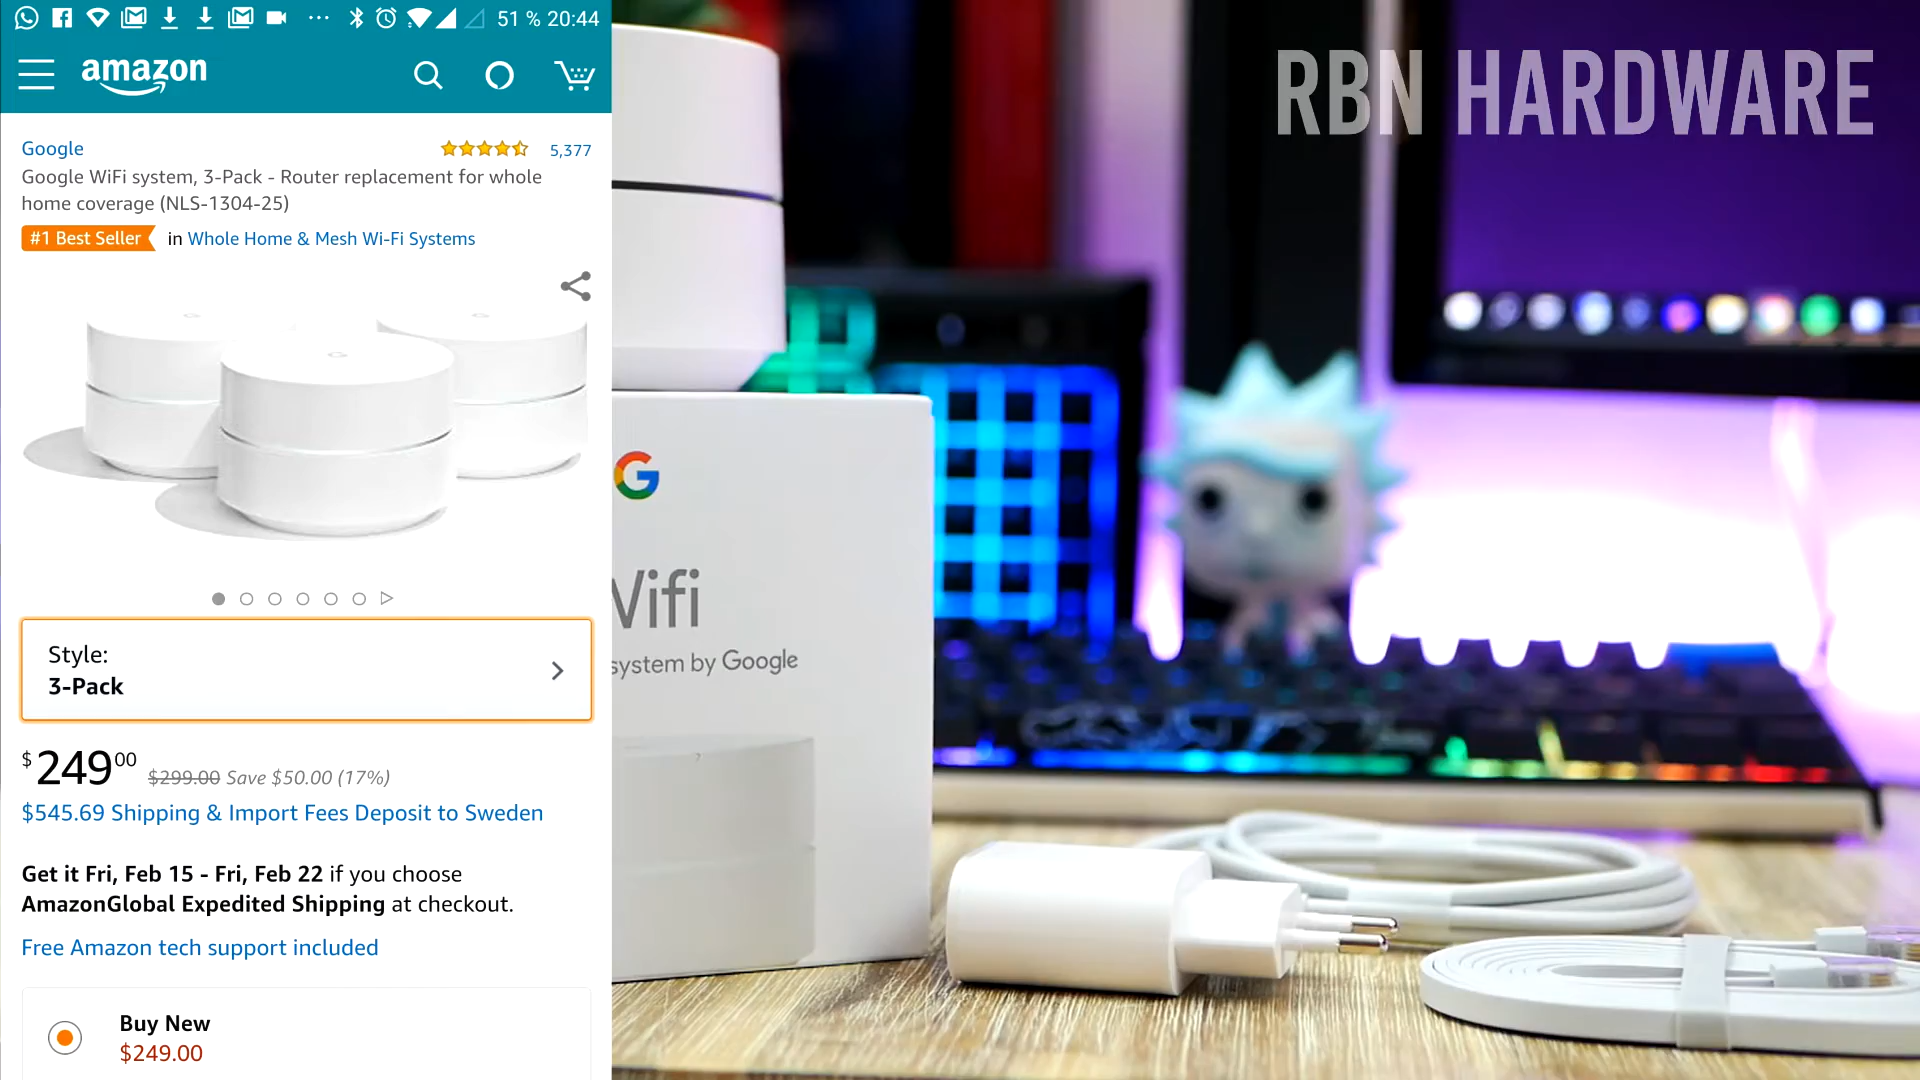 51 % 20:44
amazon
Google
5,377
Google WiFi system, 3-Pack - Router replacement for whole
home coverage (NLS-1304-25)
#1 Best Seller in Whole Home & Mesh Wi-Fi Systems
Style:
3-Pack
$249.00 $299.00 Save $50.00 (17%)
$545.69 Shipping & Import Fees Deposit to Sweden
Get it Fri, Feb 15 - Fri, Feb 22 if you choose
AmazonGlobal Expedited Shipping at checkout.
Free Amazon tech support included
Buy New
$249.00
RBN HARDWARE
G
Wifi
system by Google